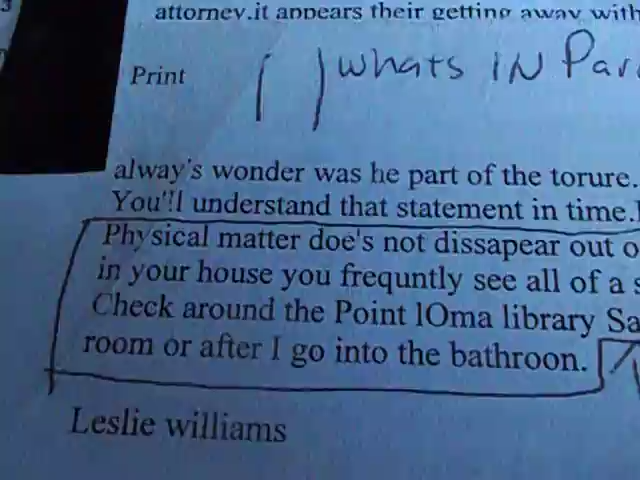 attorney.it appears their getting away with
Print ( ) whats IN Par
alway's wonder was he part of the torure.
You'll understand that statement in time.
Physical matter doe's not dissapear out o
in your house you frequntly see all of a s
Check around the Point lOma library Sa
room or after I go into the bathroon.
Leslie williams